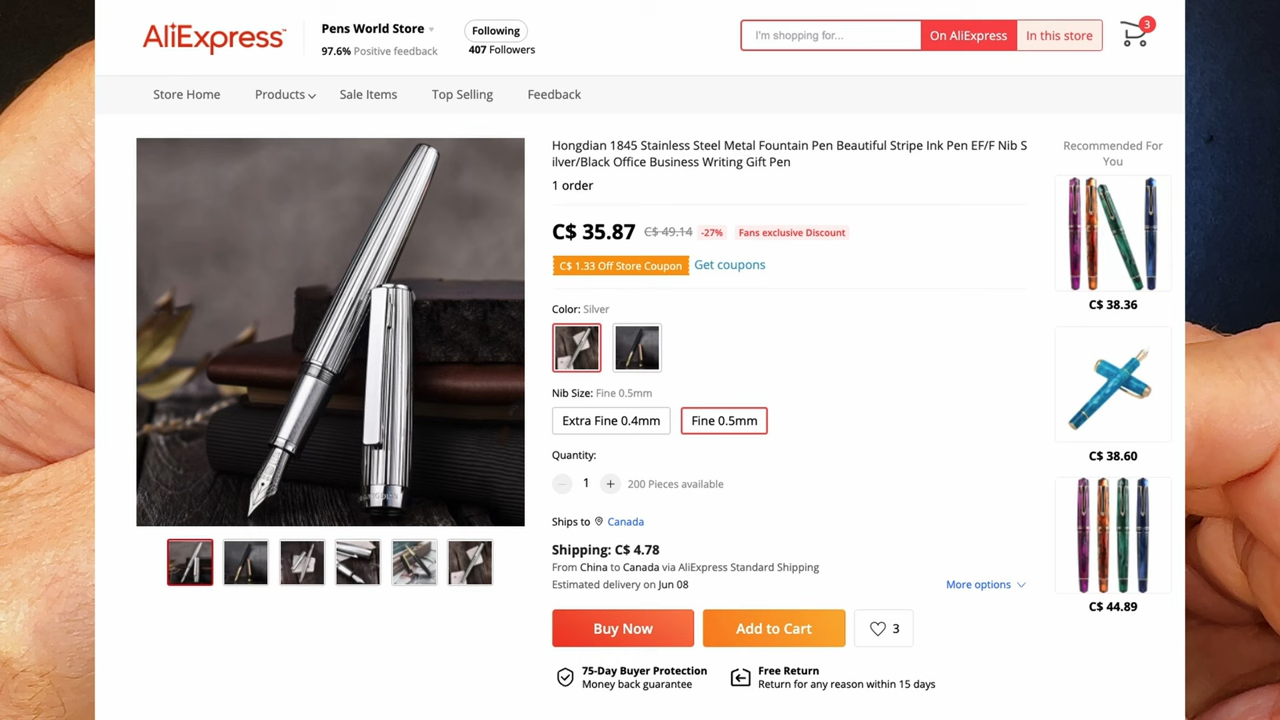 AliExpress™
Pens World Store
97.6% Positive feedback
Following
407 Followers
I'm shopping for...
On AliExpress
In this store
3
Store Home
Products
Sale Items
Top Selling
Feedback
Hongdian 1845 Stainless Steel Metal Fountain Pen Beautiful Stripe Ink Pen EF/F Nib S
ilver/Black Office Business Writing Gift Pen
1 order
C$ 35.87 C$ 49.14 -27% Fans exclusive Discount
C$ 1.33 Off Store Coupon Get coupons
Color: Silver
Nib Size: Fine 0.5mm
Extra Fine 0.4mm
Fine 0.5mm
Quantity:
1
200 Pieces available
Ships to Canada
Shipping: C$ 4.78
From China to Canada via AliExpress Standard Shipping
Estimated delivery on Jun 08
More options
Buy Now
Add to Cart
3
75-Day Buyer Protection
Money back guarantee
Free Return
Return for any reason within 15 days
Recommended For
You
C$ 38.36
C$ 38.60
C$ 44.89